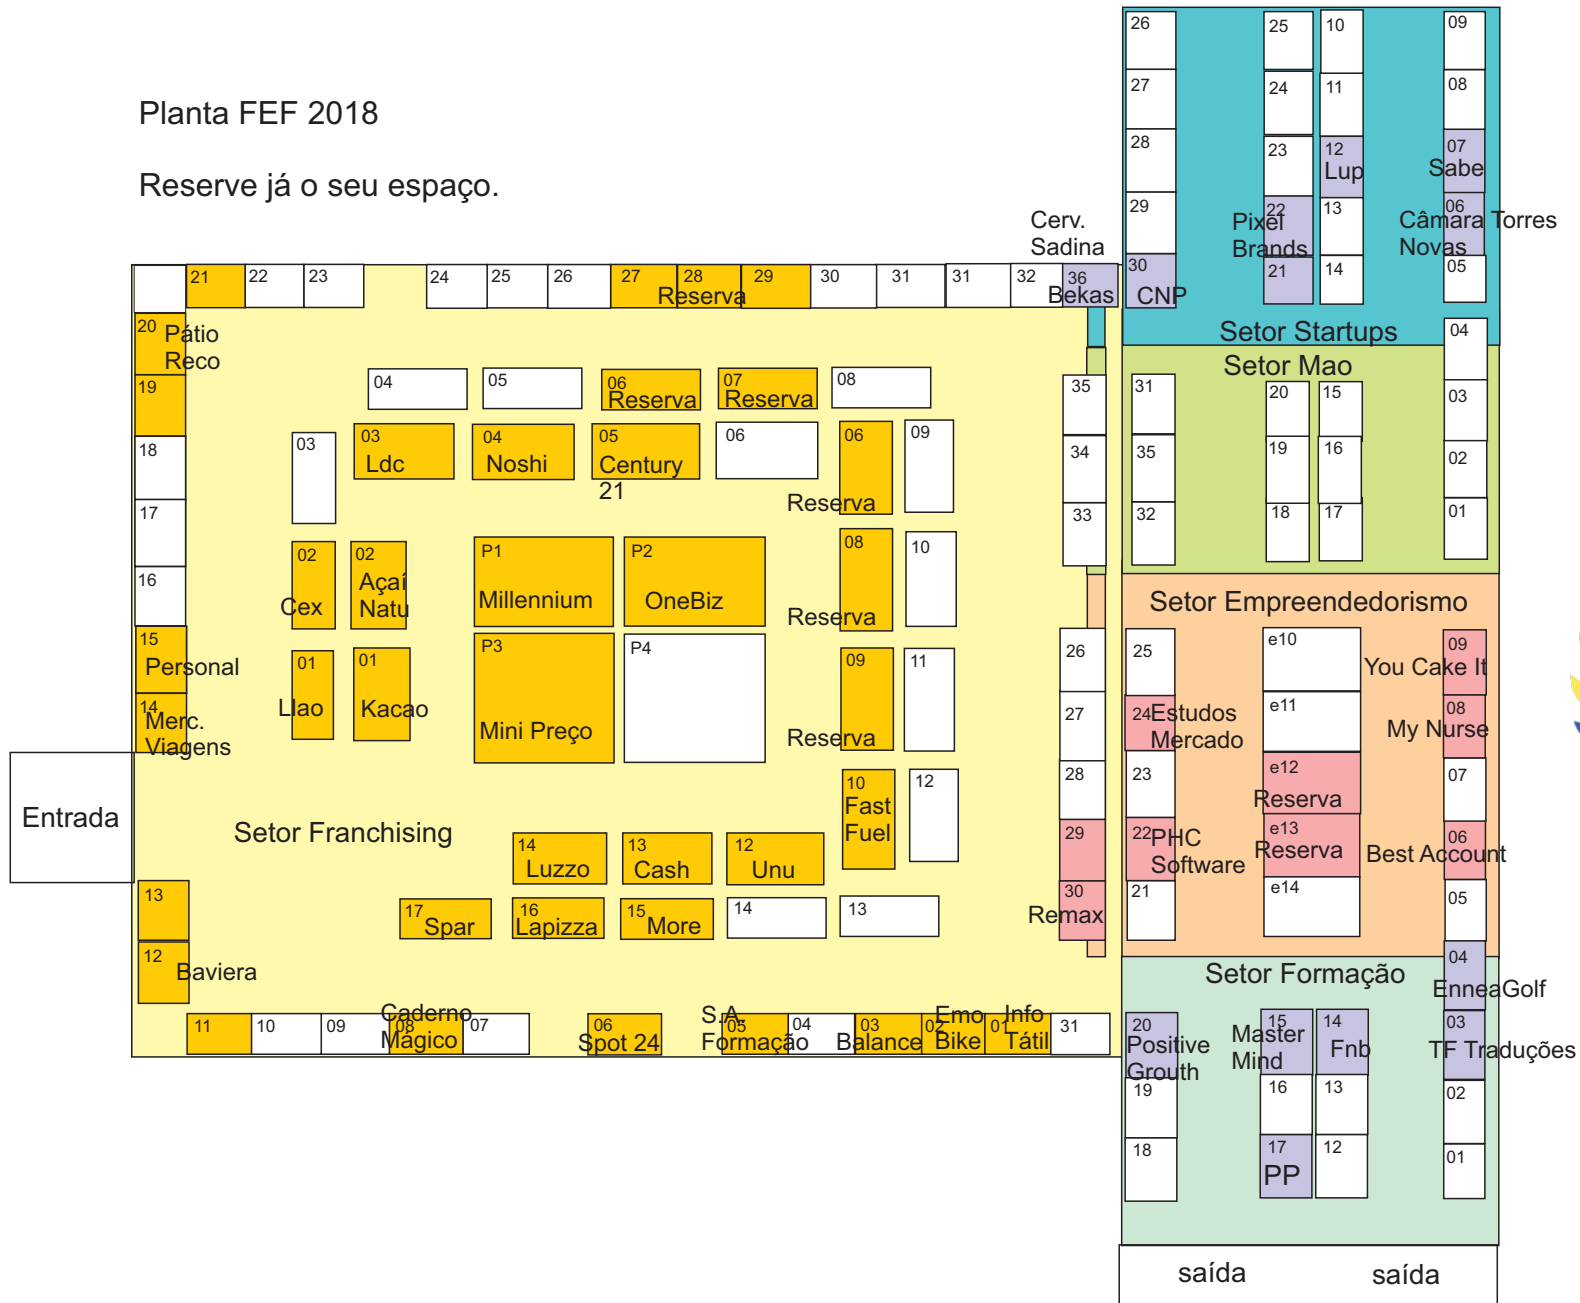 Planta FEF 2018
Reserve já o seu espaço.
26
25
10
09
27
24
11
08
28
23
12
Lup
07
Sabe
29
22
Pixel
Brands
13
06
Câmara Torres
Novas
30
CNP
21
14
05
Setor Startups
04
Cerv.
Sadina
21
22
23
24
25
26
27
28
29
Reserva
30
31
31
32
36
Bekas
20
Pátio
Reco
19
18
17
16
15
Personal
14
Merc.
Viagens
Entrada
13
12
Baviera
04
05
06
Reserva
07
Reserva
08
03
03
Ldc
04
Noshi
05
Century
21
06
06
Reserva
09
02
Cex
02
Açaí
Natu
P1
Millennium
P2
OneBiz
08
Reserva
10
01
Llao
01
Kacao
P3
Mini Preço
P4
09
Reserva
11
10
Fast
Fuel
12
Setor Franchising
14
Luzzo
13
Cash
12
Unu
17
Spar
16
Lapizza
15
More
14
13
11
10
09
08
Caderno
Mágico
07
06
Spot 24
05
S.A.
Formação
04
03
Balance
02
Emo
Bike
01
Info
Tátil
31
35
34
33
26
27
28
29
30
Remax
Setor Mao
31
20
15
03
35
19
16
02
32
18
17
01
Setor Empreendedorismo
25
e10
09
You Cake It
24
Estudos
Mercado
e11
08
My Nurse
23
e12
Reserva
07
22
PHC
Software
e13
Reserva
06
Best Account
21
e14
05
Setor Formação
04
EnneaGolf
20
Positive
Grouth
15
Master
Mind
14
Fnb
03
TF Traduções
19
16
13
02
18
17
PP
12
01
saída
saída